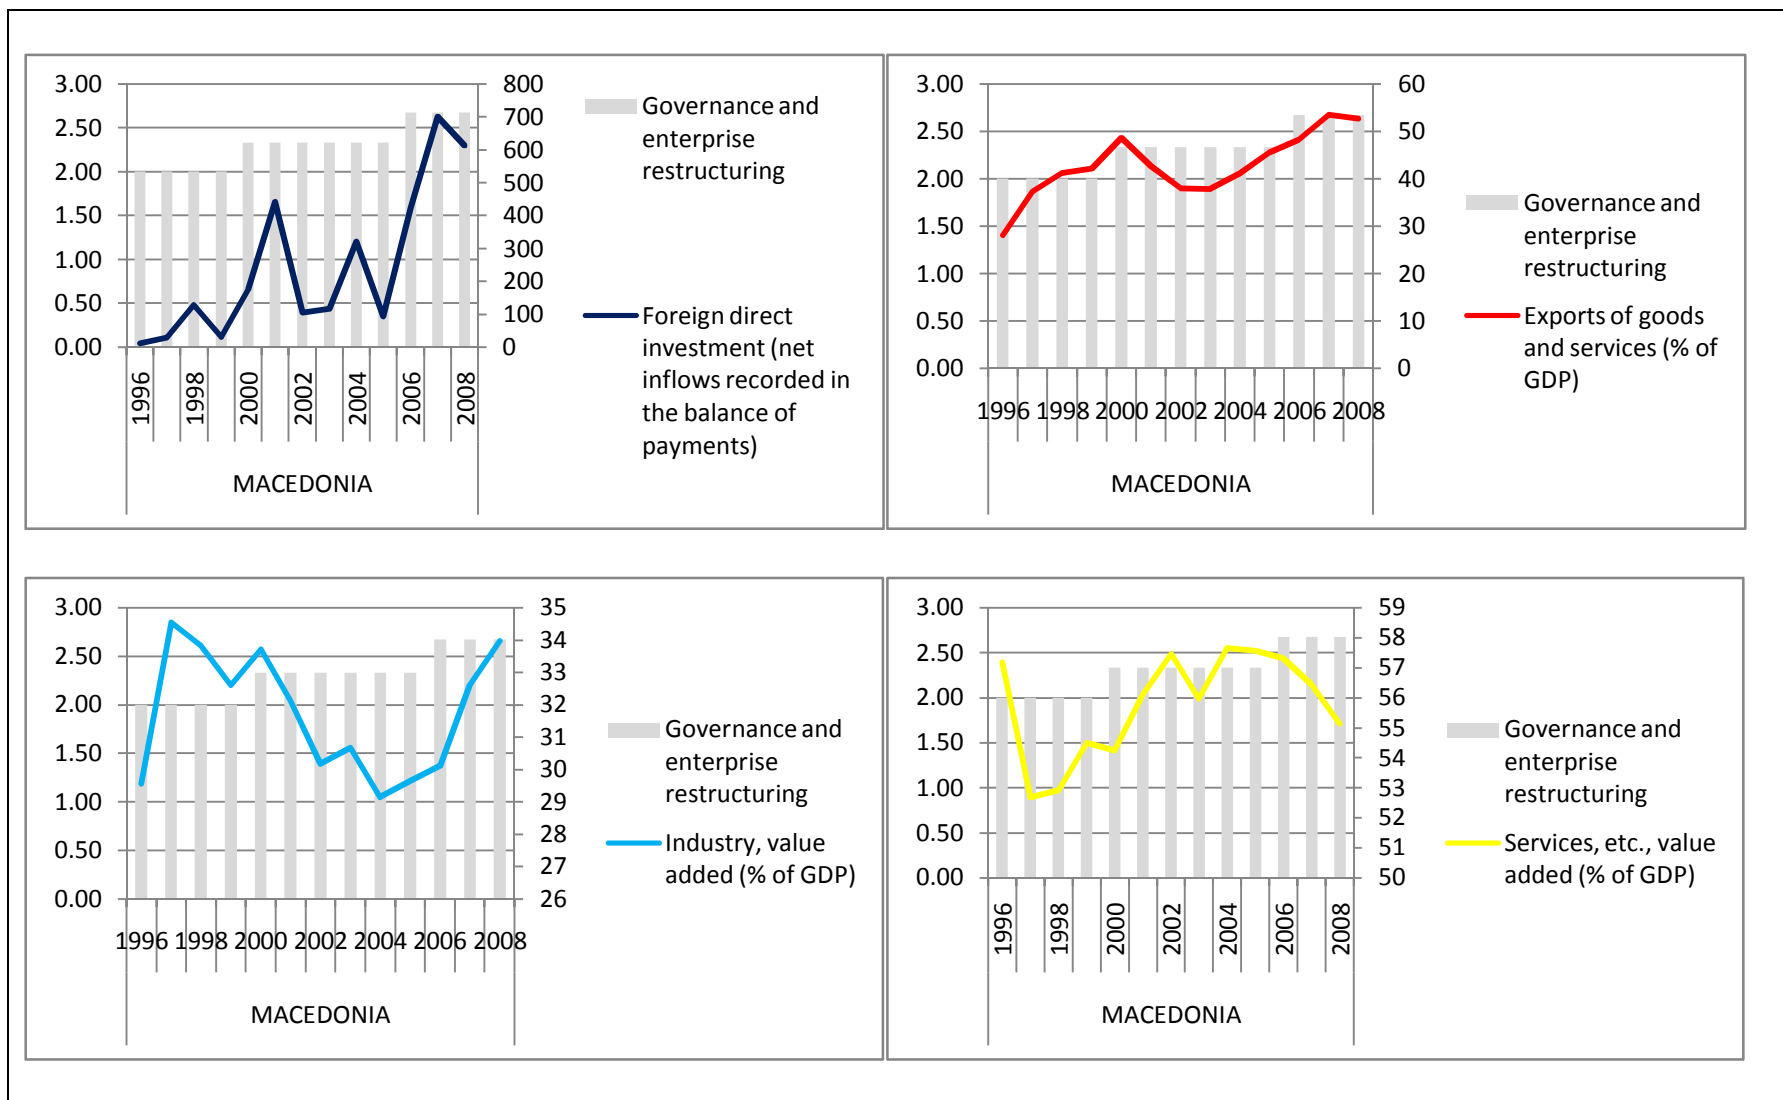 3.00
2.50
2.00
1.50
1.00
0.50
0.00
800
700
600
500
400
300
200
100
0
1996
1998
2000
2002
2004
2006
2008
MACEDONIA
Governance and
enterprise
restructuring
Foreign direct
investment (net
inflows recorded in
the balance of
payments)
3.00
2.50
2.00
1.50
1.00
0.50
0.00
60
50
40
30
20
10
0
1996 1998 2000 2002 2004 2006 2008
MACEDONIA
Governance and
enterprise
restructuring
Exports of goods
and services (% of
GDP)
3.00
2.50
2.00
1.50
1.00
0.50
0.00
35
34
33
32
31
30
29
28
27
26
1996 1998 2000 2002 2004 2006 2008
MACEDONIA
Governance and
enterprise
restructuring
Industry, value
added (% of GDP)
3.00
2.50
2.00
1.50
1.00
0.50
0.00
59
58
57
56
55
54
53
52
51
50
1996
1998
2000
2002
2004
2006
2008
MACEDONIA
Governance and
enterprise
restructuring
Services, etc., value
added (% of GDP)